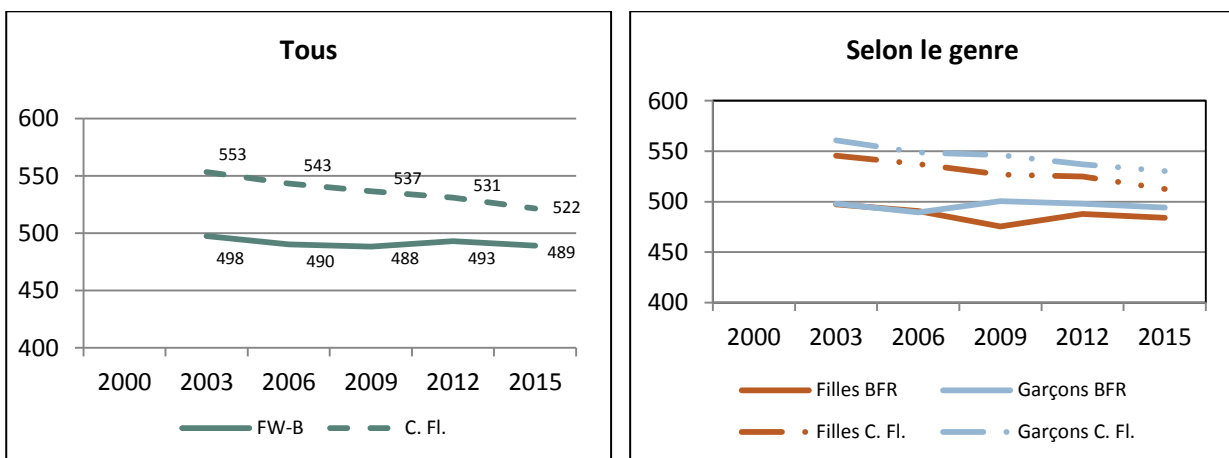 Tous
600
550
500
450
400
553
543
537
531
522
498
490
488
493
489
2000 2003 2006 2009 2012 2015
FW-B C. Fl.
Selon le genre
600
550
500
450
400
2000 2003 2006 2009 2012 2015
Filles BFR Garçons BFR
Filles C. Fl. Garçons C. Fl.